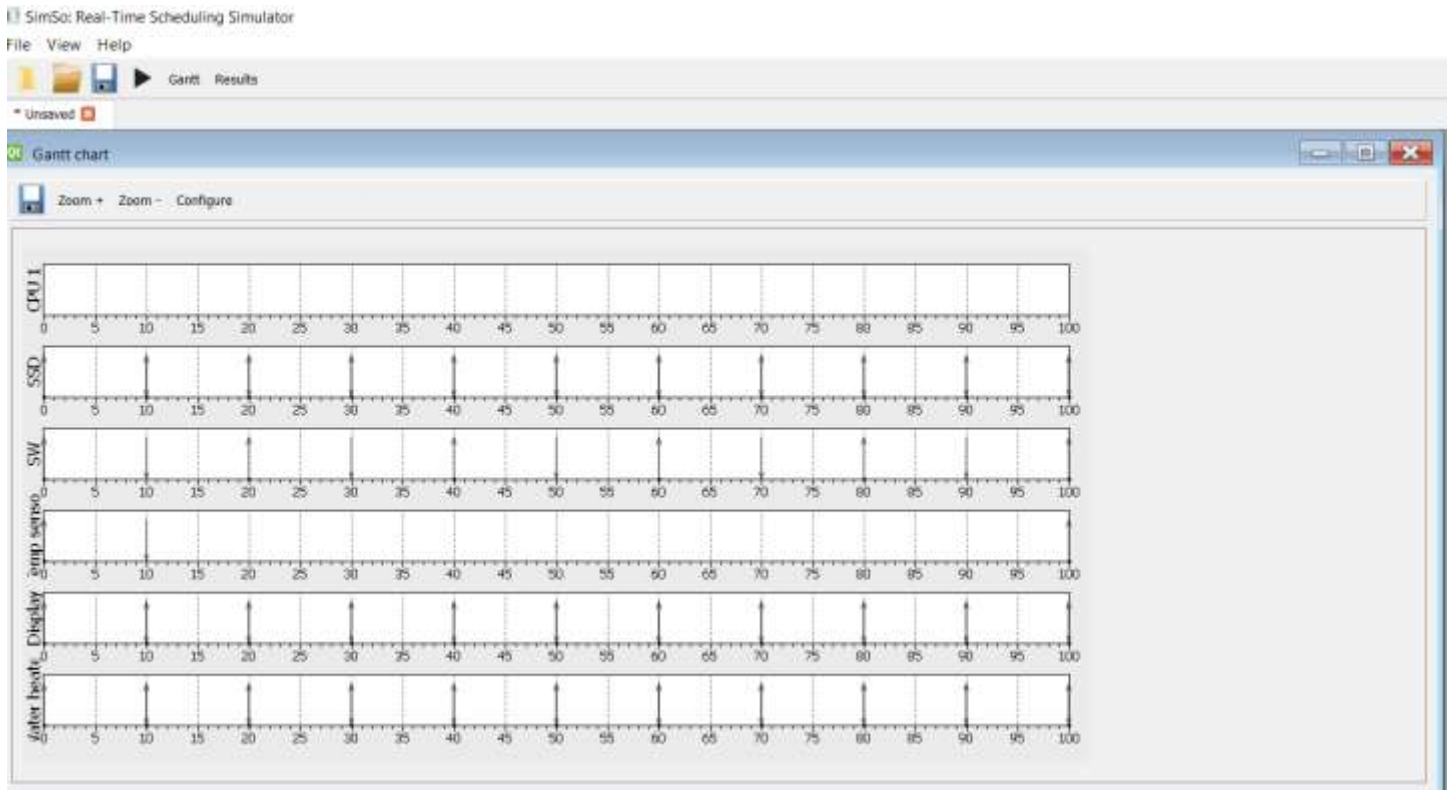 SimSo: Real-Time Scheduling Simulator
File View Help
Gantt Results
* Unsaved
Gantt chart
Zoom + Zoom - Configure
CPU 1
0 5 10 15 20 25 30 35 40 45 50 55 60 65 70 75 80 85 90 95 100
SSD
0 5 10 15 20 25 30 35 40 45 50 55 60 65 70 75 80 85 90 95 100
SW
0 5 10 15 20 25 30 35 40 45 50 55 60 65 70 75 80 85 90 95 100
emp senso
0 5 10 15 20 25 30 35 40 45 50 55 60 65 70 75 80 85 90 95 100
Display
0 5 10 15 20 25 30 35 40 45 50 55 60 65 70 75 80 85 90 95 100
Water heate
0 5 10 15 20 25 30 35 40 45 50 55 60 65 70 75 80 85 90 95 100